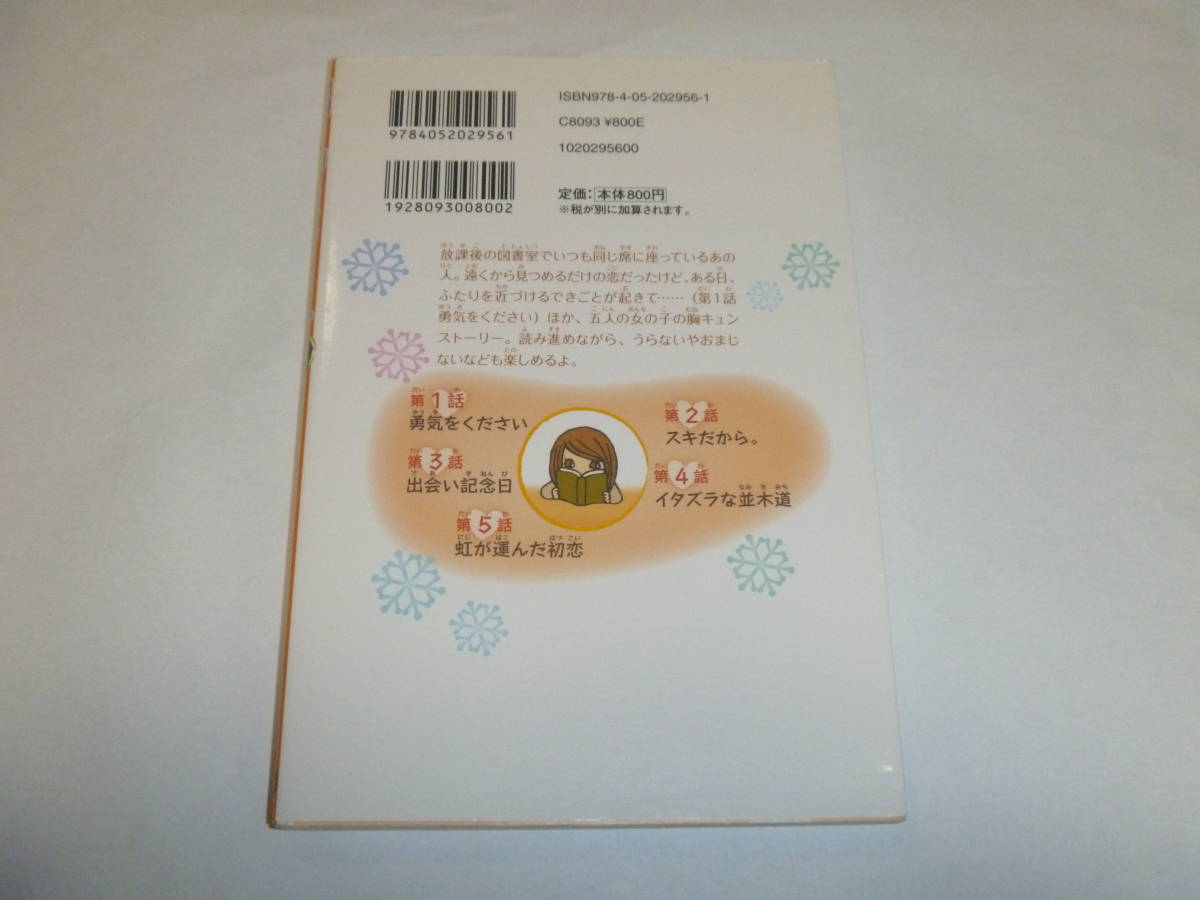 ISBN978-4-05-202956-1
9784052029561
C8093 ¥800E
1020295600
1928093008002
定価：本体800円
※税が別に加算されます。
放課後の図書室でいつも同じ席に座っているあの
人。遠くから見つめるだけの恋だったけど、ある日、
ふたりを近づけるできごとが起きて……（第1話
勇気をください）ほか、五人の女の子の胸キュン
ストーリー。読み進めながら、うらないやおまじ
ないなども楽しめるよ。
第1話
勇気をください
第2話
スキだから。
第3話
出会い記念日
第4話
イタズラな並木道
第5話
虹が運んだ初恋